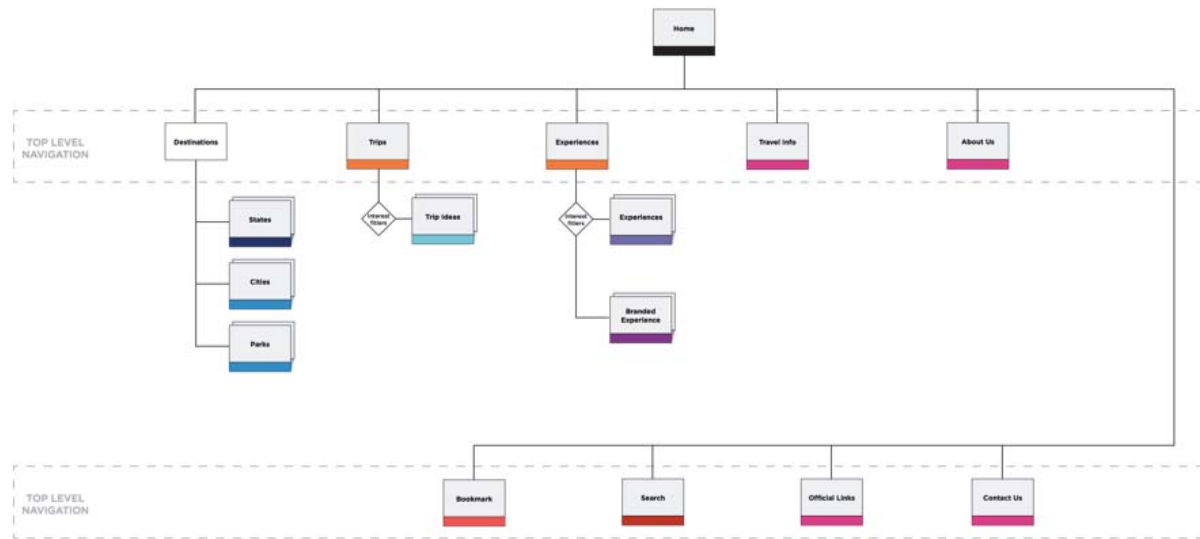 Home
TOP LEVEL
NAVIGATION
Destinations
Trips
Experiences
Travel Info
About Us
States
Interest
filters
Trip Ideas
Interest
filters
Experiences
Cities
Branded
Experience
Parks
TOP LEVEL
NAVIGATION
Bookmark
Search
Official Links
Contact Us